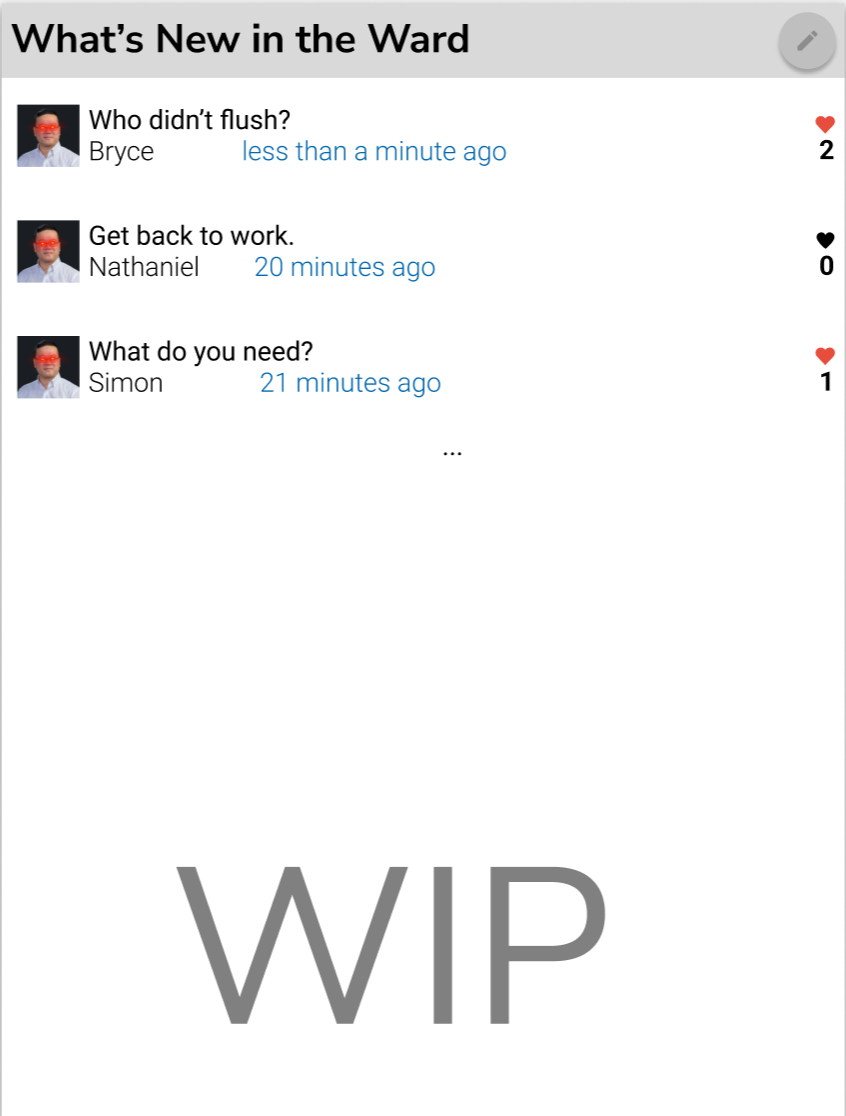 What’s New in the Ward
Who didn’t flush?
Bryce less than a minute ago
2
Get back to work.
Nathaniel 20 minutes ago
0
What do you need?
Simon 21 minutes ago
1
...
WIP